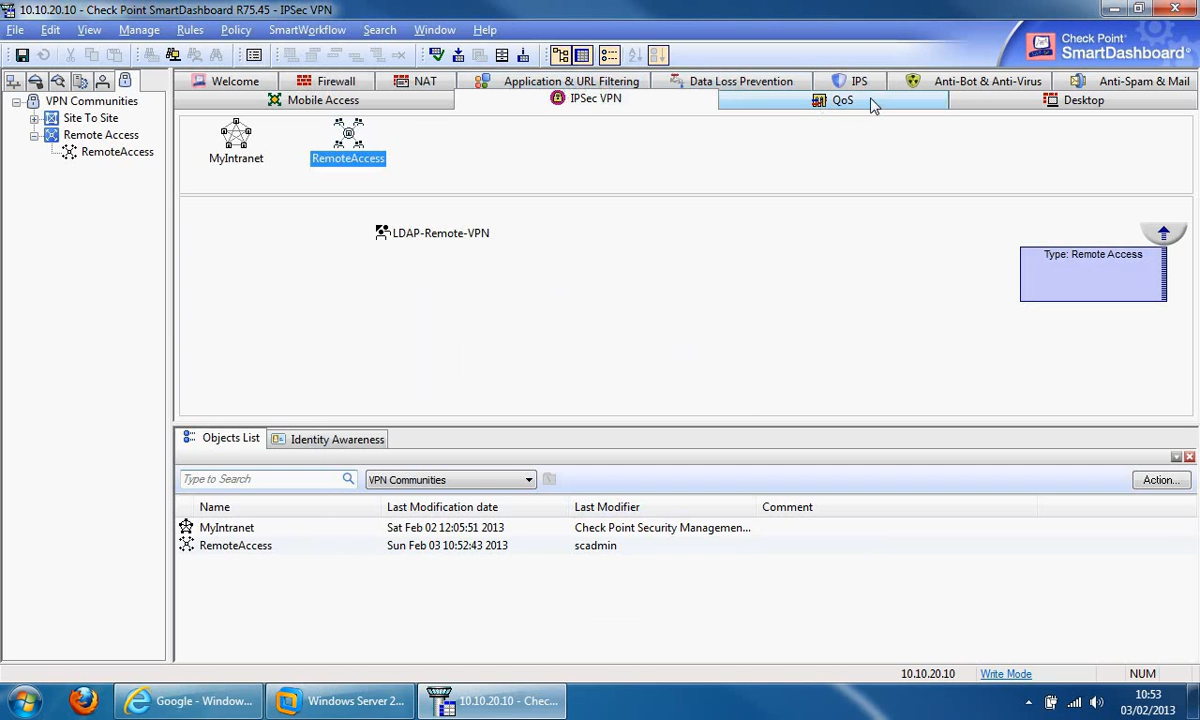 10.10.20.10 - Check Point SmartDashboard R75.45 - IPSec VPN
File Edit View Manage Rules Policy SmartWorkflow Search Window Help
Check Point
SmartDashboard
Welcome Firewall NAT Application & URL Filtering Data Loss Prevention IPS Anti-Bot & Anti-Virus Anti-Spam & Mail
Mobile Access IPSec VPN QoS Desktop
VPN Communities
Site To Site
Remote Access
RemoteAccess
MyIntranet RemoteAccess
LDAP-Remote-VPN
Type: Remote Access
Objects List Identity Awareness
Type to Search VPN Communities Action...
Name Last Modification date Last Modifier Comment
MyIntranet Sat Feb 02 12:05:51 2013 Check Point Security Managemen...
RemoteAccess Sun Feb 03 10:52:43 2013 scadmin
10.10.20.10 Write Mode NUM
Google - Window... Windows Server 2... 10.10.20.10 - Chec... 10:53
03/02/2013